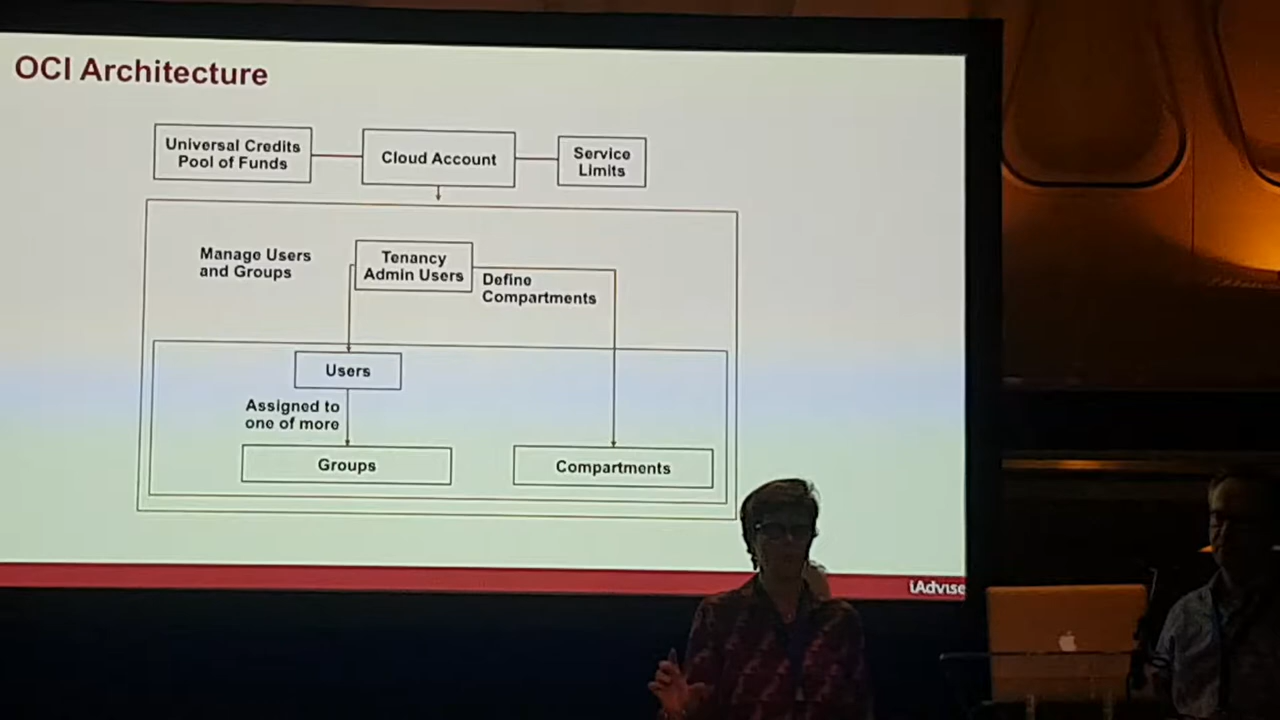 OCI Architecture
Universal Credits
Pool of Funds
Cloud Account
Service
Limits
Manage Users
and Groups
Tenancy
Admin Users
Define
Compartments
Users
Assigned to
one of more
Groups
Compartments
iAdvise